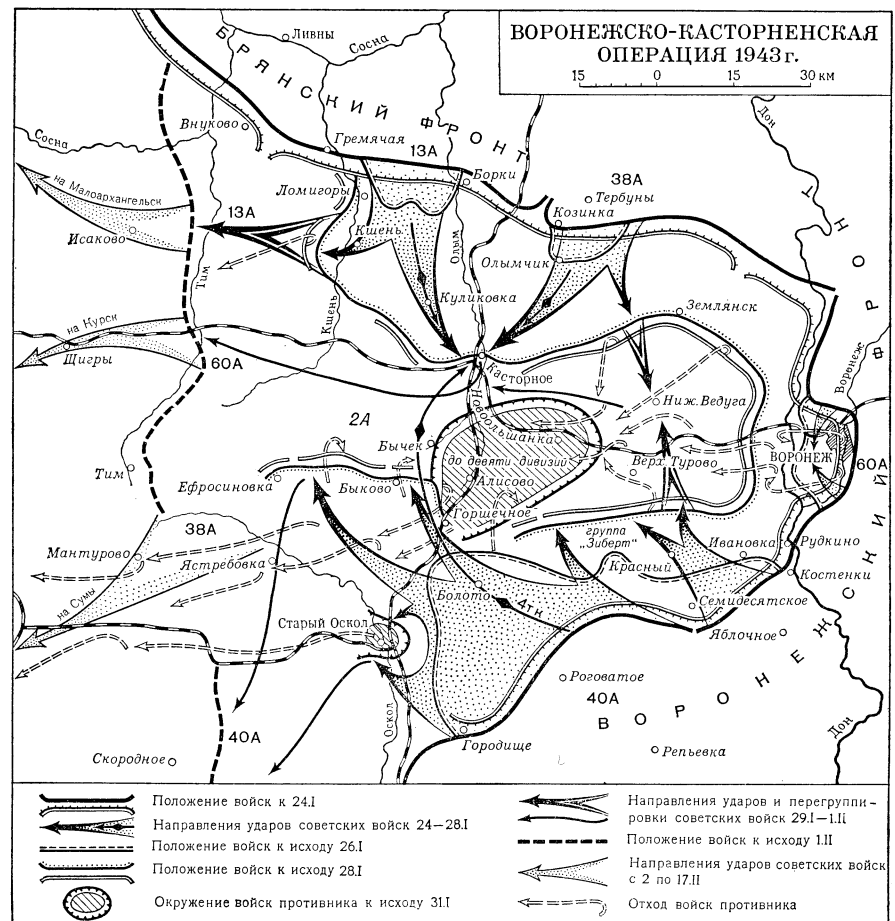 ВОРОНЕЖСКО-КАСТОРНЕНСКАЯ
ОПЕРАЦИЯ 1943 г.
15 0 15 30 км
Ливны
Сосна
БРЯНСКИЙ ФРОНТ
Дон
Внуково
Сосна
Гремячая
13А
Борки
38А
Тербуны
Ломигоры
Козинка
на Малоархангельск
13А
Исаково
Кшень
Олым
Олымчик
Тим
Куликовка
Землянск
Кшень
на Курск
Щигры
60А
Касторное
Воронеж
2А
Новоольшанка
Ниж. Ведуга
Бычек
до девяти дивизий
Верх. Турово
ВОРОНЕЖ
60А
Тим
Алисово
Ефросиновка
Быково
Горшечное
38А
группа
„Зиберт“
Ивановка
Рудкино
Мантурово
Ястребовка
Красный
Костенки
Болото
4тк
Семидесятское
на Сумы
Старый Оскол
Яблочное
Роговатое
40А
ВОРОНЕЖСКИЙ ФРОНТ
40А
Оскол
Городище
Дон
Скородное
Репьевка
Положение войск к 24.I
Направления ударов советских войск 24–28.I
Положение войск к исходу 26.I
Положение войск к исходу 28.I
Окружение войск противника к исходу 31.I
Направления ударов и перегруппи-
ровки советских войск 29.I–1.II
Положение войск к исходу 1.II
Направления ударов советских войск
с 2 по 17.II
Отход войск противника